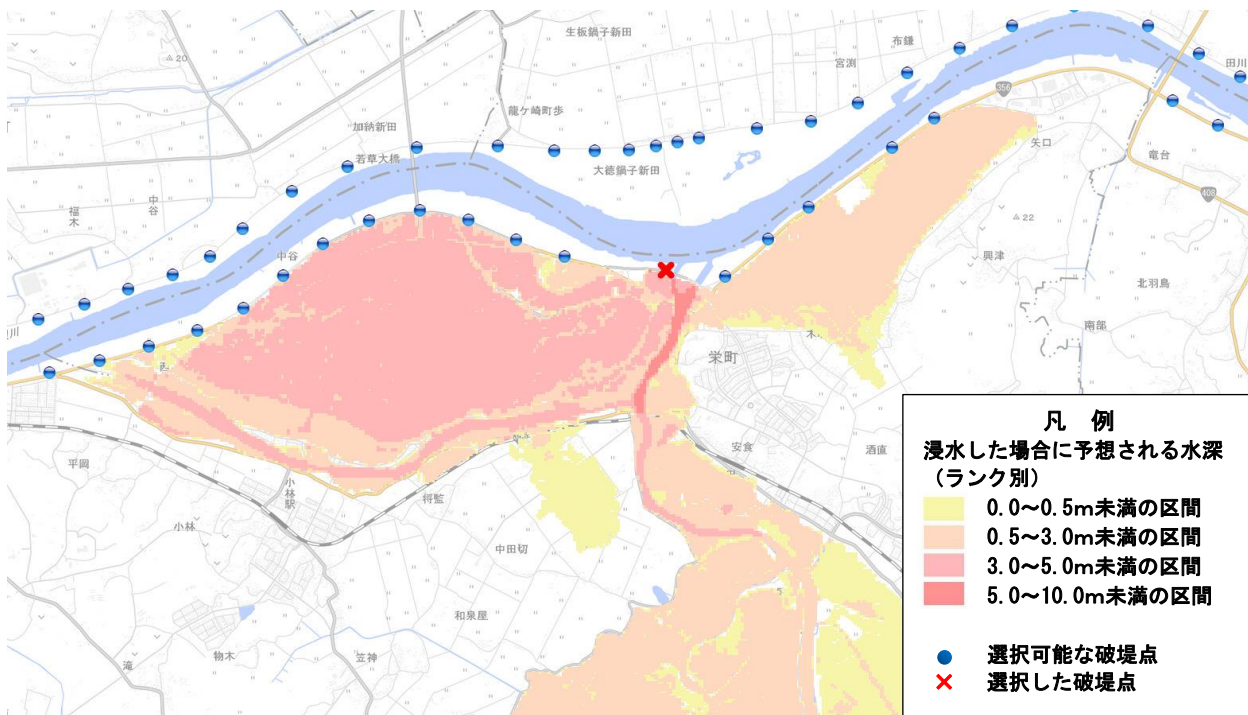 生板鍋子新田
布鎌
田川
20
宮渕
356
龍ケ崎町歩
加納新田
矢口
若草大橋
竜台
大徳鍋子新田
408
中谷
福木
22
中谷
興津
北羽鳥
南部
栄町
凡 例
浸水した場合に予想される水深
(ランク別)
0.0~0.5m未満の区間
0.5~3.0m未満の区間
3.0~5.0m未満の区間
5.0~10.0m未満の区間
選択可能な破堤点
選択した破堤点
安食
酒直
平岡
小林駅
将監
小林
中田切
和泉屋
物木
笠神
滝